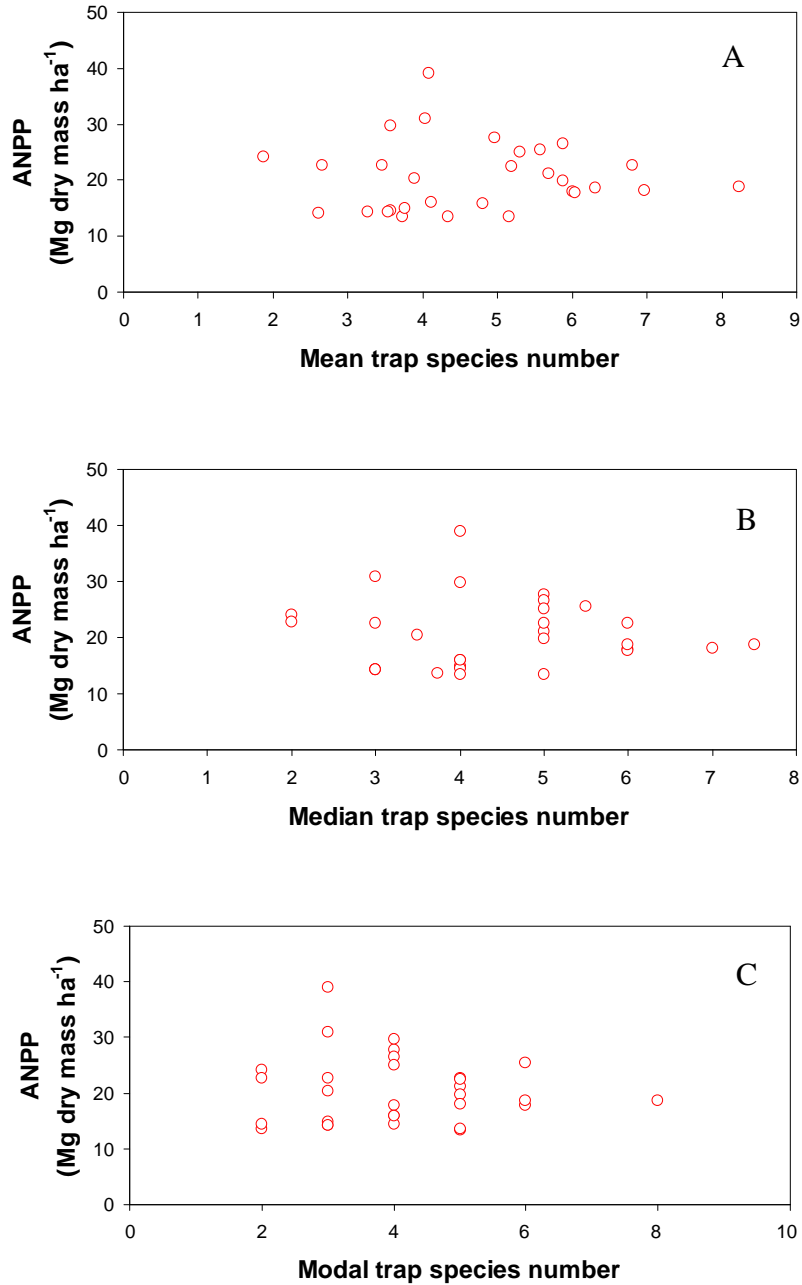 50
40
30
20
10
0
ANPP
(Mg dry mass ha⁻¹)
A
0 1 2 3 4 5 6 7 8 9
Mean trap species number
50
40
30
20
10
0
ANPP
(Mg dry mass ha⁻¹)
B
0 1 2 3 4 5 6 7 8
Median trap species number
50
40
30
20
10
0
ANPP
(Mg dry mass ha⁻¹)
C
0 2 4 6 8 10
Modal trap species number